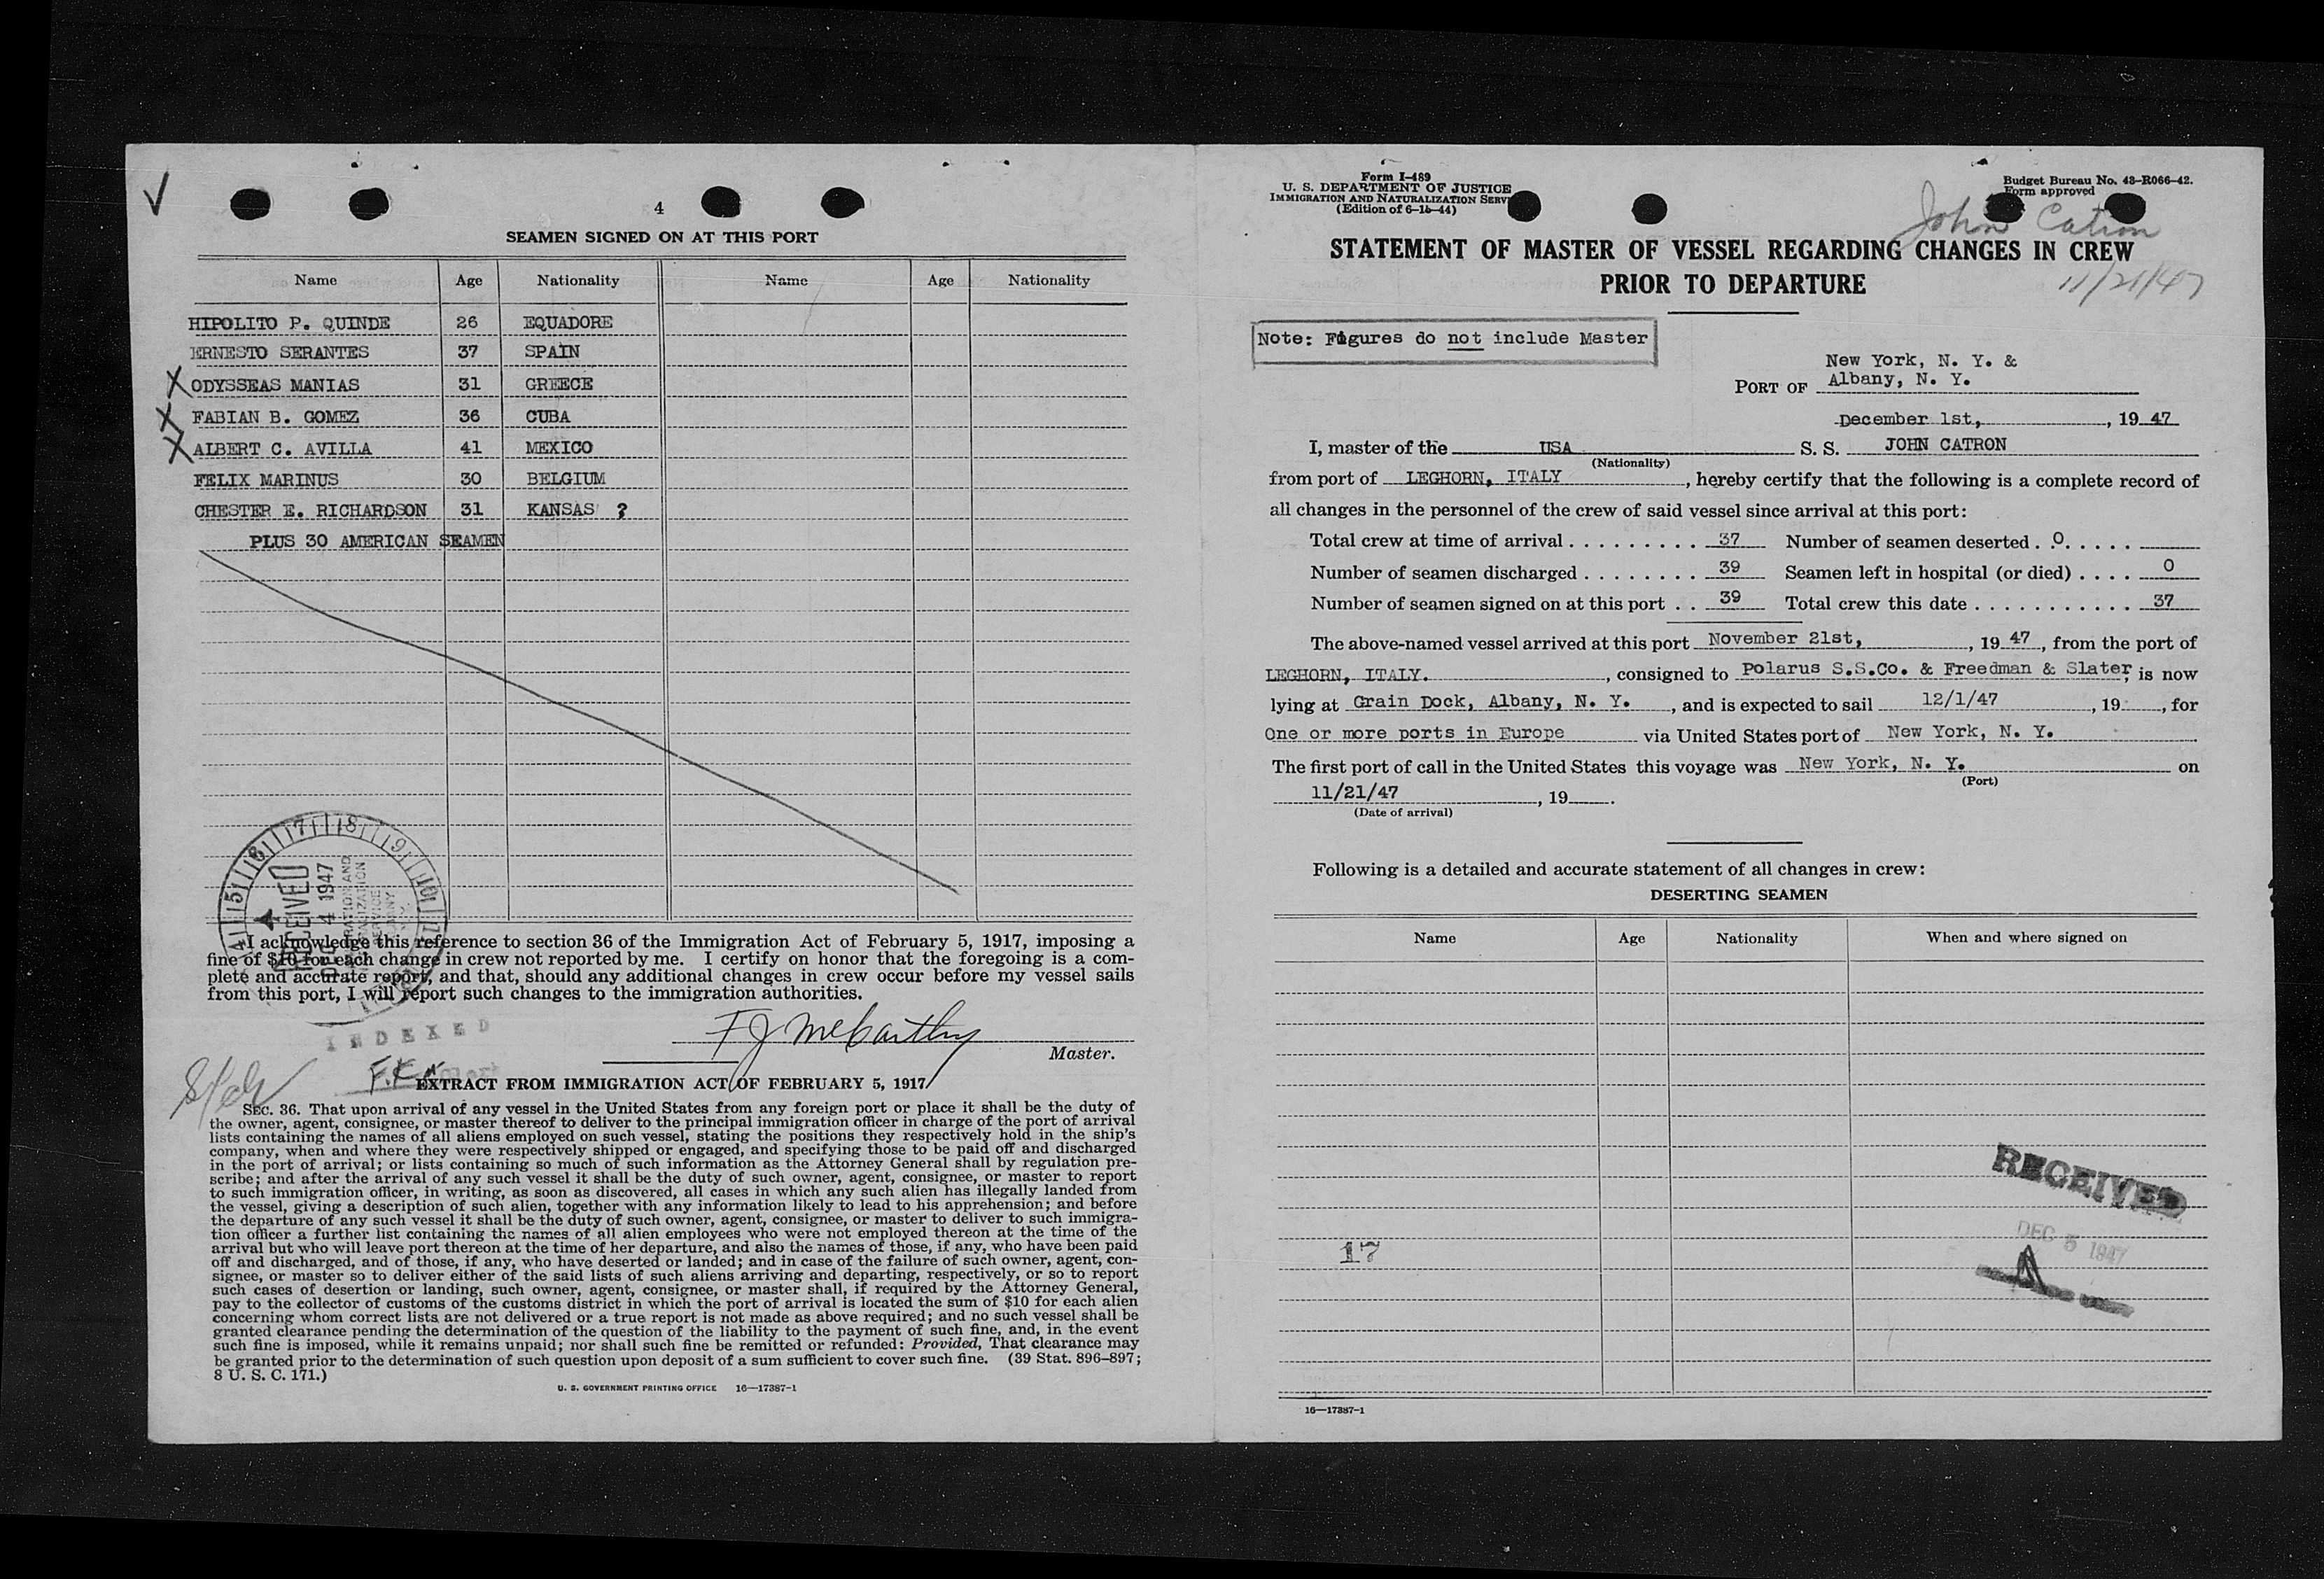 4
SEAMEN SIGNED ON AT THIS PORT
Name Age Nationality Name Age Nationality
HIPOLITO P. QUINDE 26 EQUADORE
ERNESTO SERANTES 37 SPAIN
X ODYSSEAS MANIAS 31 GREECE
X FABIAN B. GOMEZ 36 CUBA
X ALBERT C. AVILLA 41 MEXICO
FELIX MARINUS 30 BELGIUM
CHESTER E. RICHARDSON 31 KANSAS ?
PLUS 30 AMERICAN SEAMEN
RECEIVED
DEC 4 1947
I acknowledge this reference to section 36 of the Immigration Act of February 5, 1917, imposing a
fine of $10 for each change in crew not reported by me. I certify on honor that the foregoing is a com-
plete and accurate report, and that, should any additional changes in crew occur before my vessel sails
from this port, I will report such changes to the immigration authorities.
INDEXED
F J McCarthy
Master.
F.K.
EXTRACT FROM IMMIGRATION ACT OF FEBRUARY 5, 1917
SEC. 36. That upon arrival of any vessel in the United States from any foreign port or place it shall be the duty of
the owner, agent, consignee, or master thereof to deliver to the principal immigration officer in charge of the port of arrival
lists containing the names of all aliens employed on such vessel, stating the positions they respectively hold in the ship's
company, when and where they were respectively shipped or engaged, and specifying those to be paid off and discharged
in the port of arrival; or lists containing so much of such information as the Attorney General shall by regulation pre-
scribe; and after the arrival of any such vessel it shall be the duty of such owner, agent, consignee, or master to report
to such immigration officer, in writing, as soon as discovered, all cases in which any such alien has illegally landed from
the vessel, giving a description of such alien, together with any information likely to lead to his apprehension; and before
the departure of any such vessel it shall be the duty of such owner, agent, consignee, or master to deliver to such immigra-
tion officer a further list containing the names of all alien employees who were not employed thereon at the time of the
arrival but who will leave port thereon at the time of her departure, and also the names of those, if any, who have been paid
off and discharged, and of those, if any, who have deserted or landed; and in case of the failure of such owner, agent, con-
signee, or master so to deliver either of the said lists of such aliens arriving and departing, respectively, or so to report
such cases of desertion or landing, such owner, agent, consignee, or master shall, if required by the Attorney General,
pay to the collector of customs of the customs district in which the port of arrival is located the sum of $10 for each alien
concerning whom correct lists are not delivered or a true report is not made as above required; and no such vessel shall be
granted clearance pending the determination of the question of the liability to the payment of such fine, and, in the event
such fine is imposed, while it remains unpaid; nor shall such fine be remitted or refunded: Provided, That clearance may
be granted prior to the determination of such question upon deposit of a sum sufficient to cover such fine. (39 Stat. 896–897;
8 U. S. C. 171.)
U. S. GOVERNMENT PRINTING OFFICE 16—17387-1
Form I-489
U. S. DEPARTMENT OF JUSTICE
IMMIGRATION AND NATURALIZATION SERV
(Edition of 6-15-44)
Budget Bureau No. 43-R066-42.
Form approved
John Catron
STATEMENT OF MASTER OF VESSEL REGARDING CHANGES IN CREW
PRIOR TO DEPARTURE
11/21/47
Note: Figures do not include Master
New York, N. Y. &
PORT OF Albany, N. Y.
December 1st, , 19 47
I, master of the USA S. S. JOHN CATRON
(Nationality)
from port of LEGHORN, ITALY , hereby certify that the following is a complete record of
all changes in the personnel of the crew of said vessel since arrival at this port:
Total crew at time of arrival 37 Number of seamen deserted 0
Number of seamen discharged 39 Seamen left in hospital (or died) 0
Number of seamen signed on at this port 39 Total crew this date 37
The above-named vessel arrived at this port November 21st, , 19 47, from the port of
LEGHORN, ITALY. , consigned to Polarus S.S.Co. & Freedman & Slater, is now
lying at Grain Dock, Albany, N. Y. , and is expected to sail 12/1/47 , 19 , for
One or more ports in Europe via United States port of New York, N. Y.
The first port of call in the United States this voyage was New York, N. Y. on
(Port)
11/21/47 , 19 .
(Date of arrival)
Following is a detailed and accurate statement of all changes in crew:
DESERTING SEAMEN
Name Age Nationality When and where signed on
RECEIVED
DEC 5 1947
A
17
16—17387-1